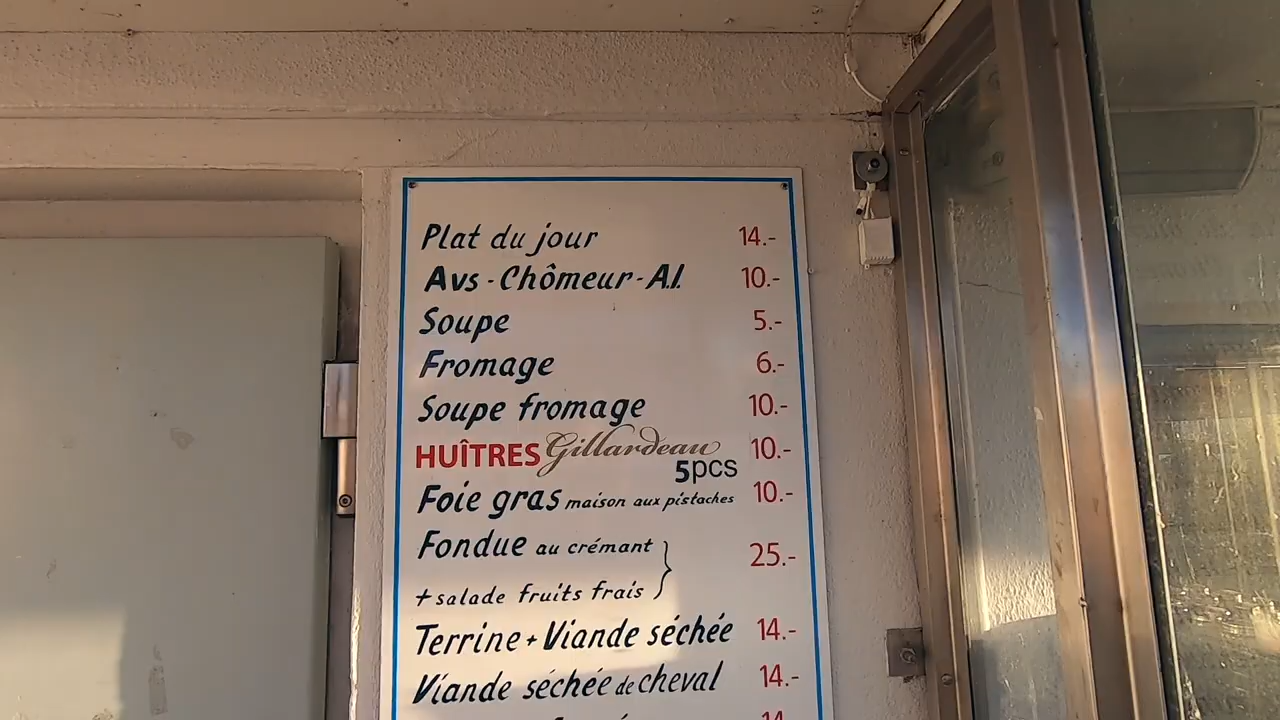 Plat du jour 14.-
Avs - Chômeur - A.I. 10.-
Soupe 5.-
Fromage 6.-
Soupe fromage 10.-
HUÎTRES Gillardeau 10.-
5pcs
Foie gras maison aux pistaches 10.-
Fondue au crémant
25.-
+ salade fruits frais
Terrine + Viande séchée 14.-
Viande séchée de cheval 14.-